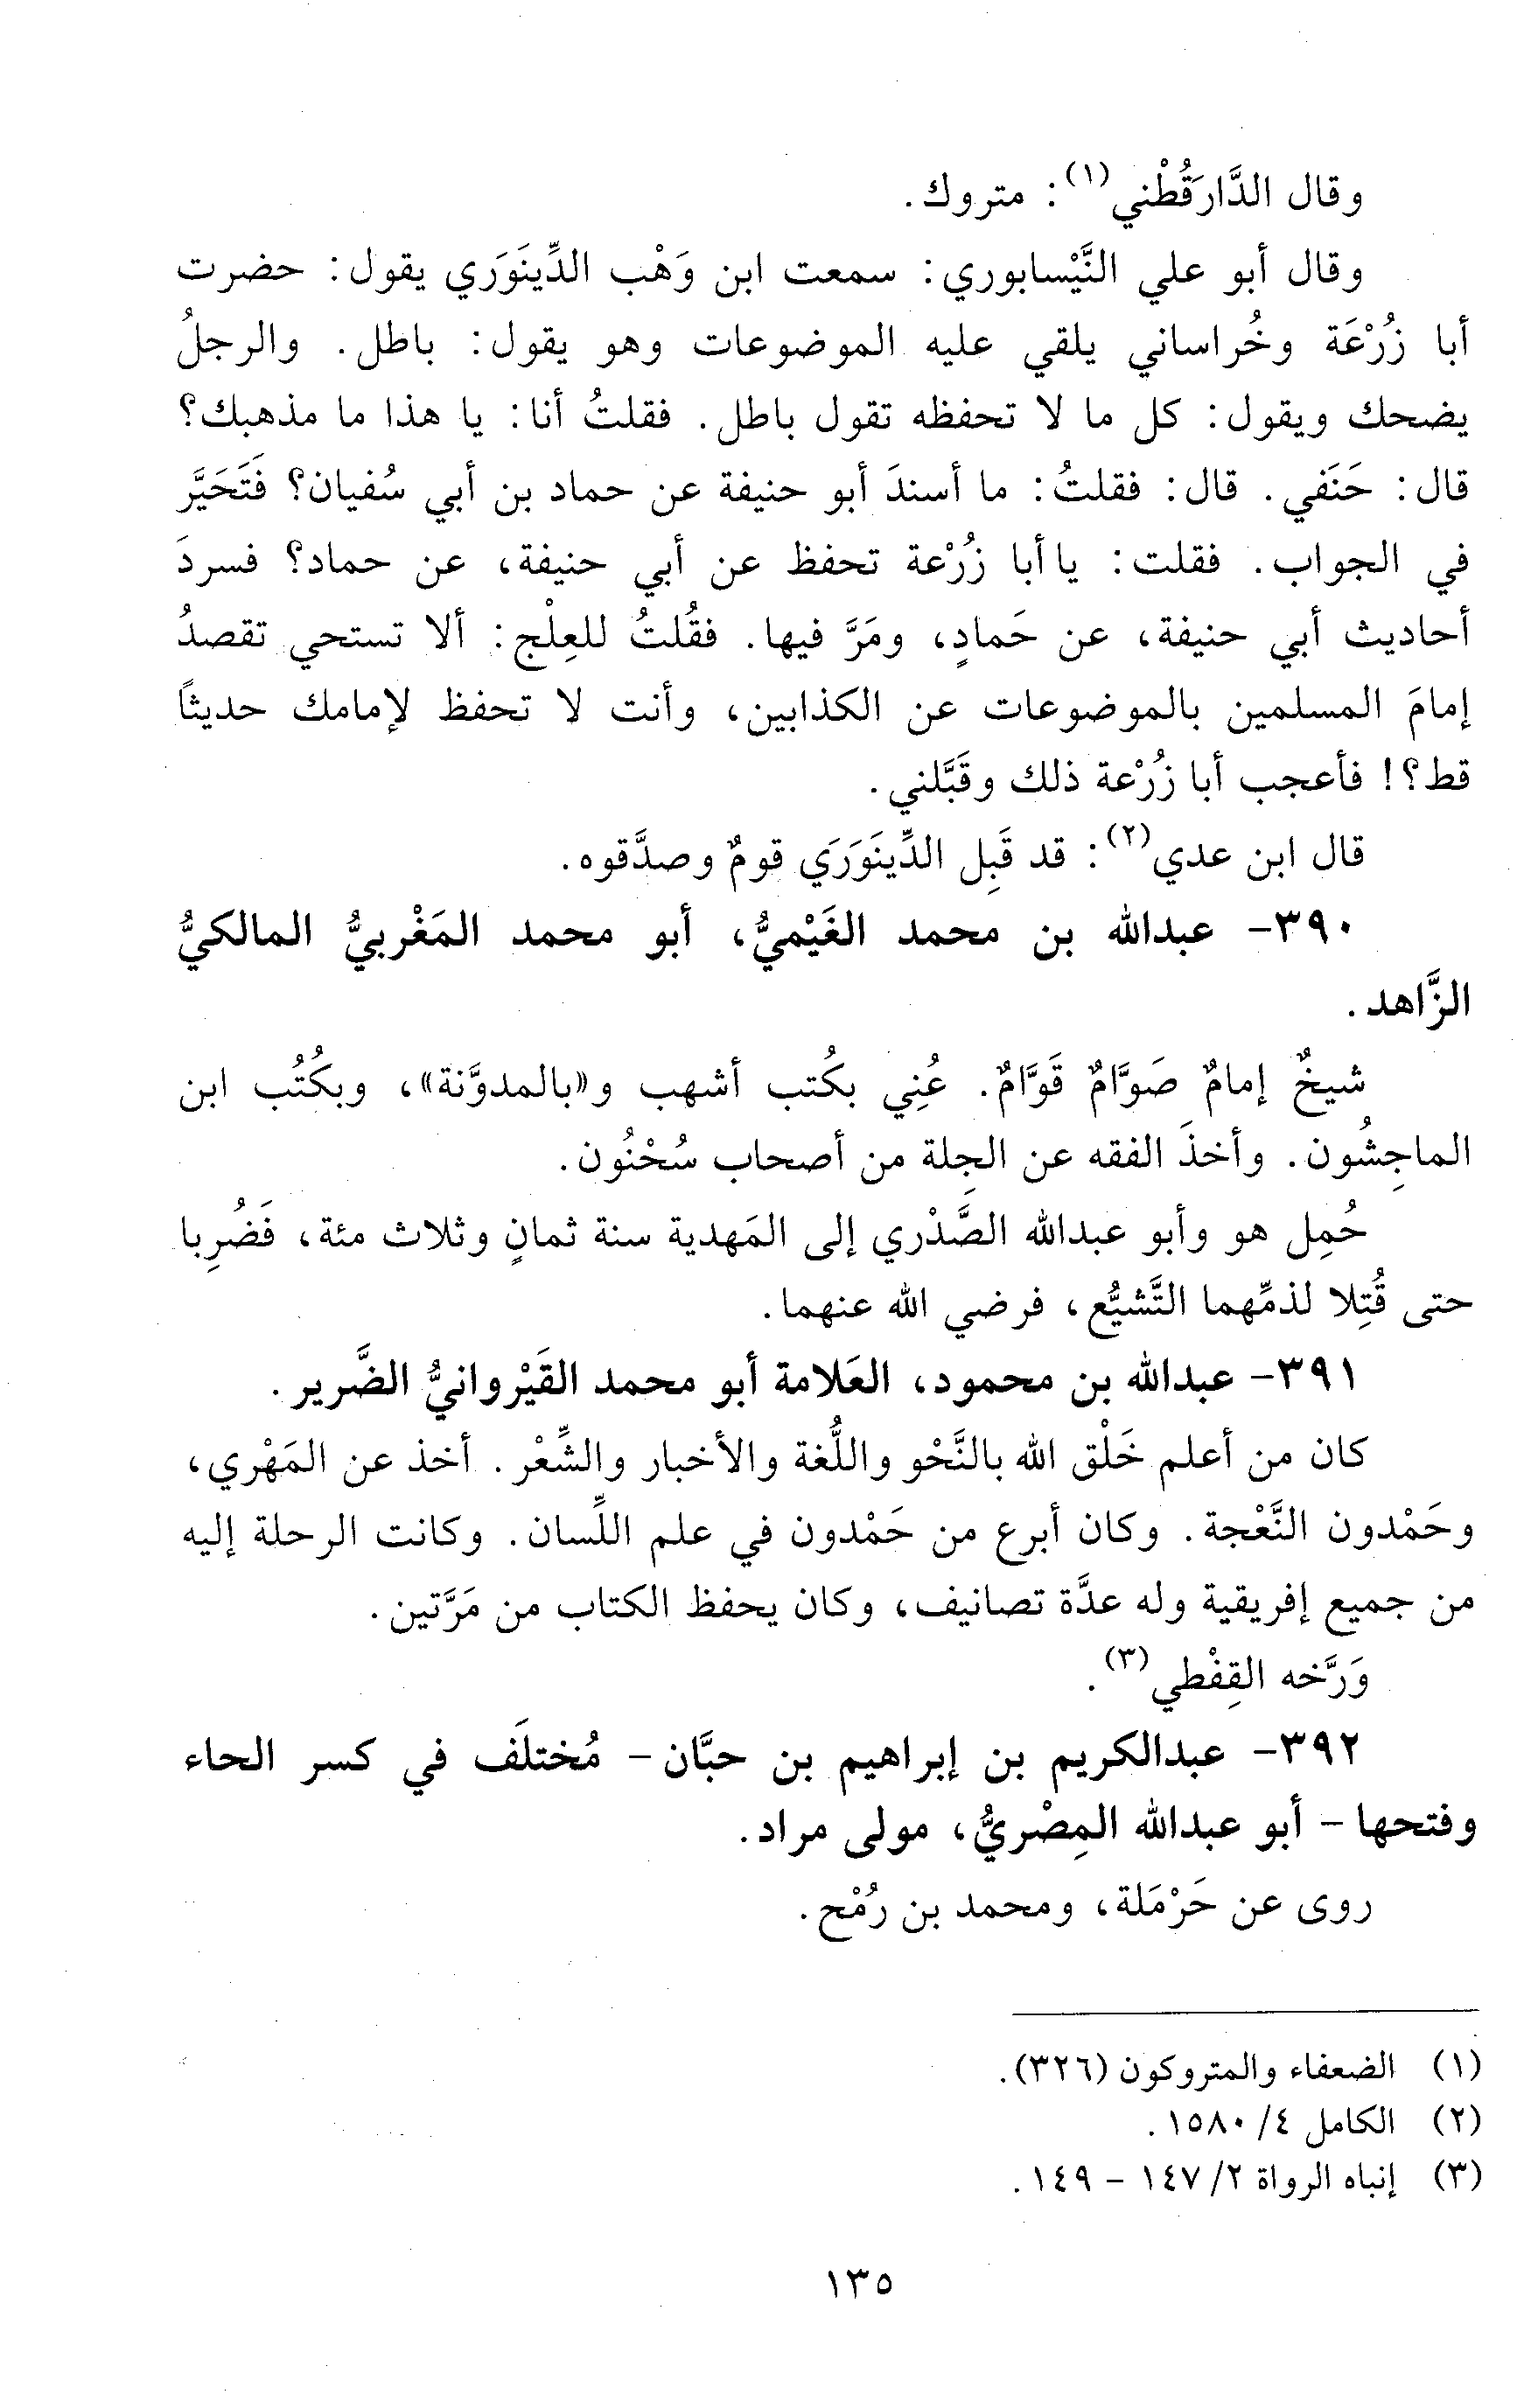 وقال الدَّارَقُطْني(١): متروك.
وقال أبو علي النَّيْسابوري: سمعت ابن وَهْب الدِّينَوَري يقول: حضرت
أبا زُرْعَة وخُراساني يلقي عليه الموضوعات وهو يقول: باطل. والرجلُ
يضحك ويقول: كل ما لا تحفظه تقول باطل. فقلتُ أنا: يا هذا ما مذهبك؟
قال: حَنَفي. قال: فقلتُ: ما أسندَ أبو حنيفة عن حماد بن أبي سُفيان؟ فَتَحَيَّر
في الجواب. فقلت: يا أبا زُرْعة تحفظ عن أبي حنيفة، عن حماد؟ فسردَ
أحاديث أبي حنيفة، عن حَمادٍ، ومَرَّ فيها. فقُلتُ للعِلْج: ألا تستحي تقصدُ
إمامَ المسلمين بالموضوعات عن الكذابين، وأنت لا تحفظ لإمامك حديثاً
قط؟! فأعجب أبا زُرْعة ذلك وقَبَّلني.
قال ابن عدي(٢): قد قَبِل الدِّينَوَرَي قومٌ وصدَّقوه.
٣٩٠- عبدالله بن محمد الغَيْميُّ، أبو محمد المَغْربيُّ المالكيُّ
الزَّاهد.
شيخٌ إمامٌ صَوَّامٌ قَوَّامٌ. عُنِي بكُتب أشهب و«بالمدوَّنة»، وبكُتُب ابن
الماجِشُون. وأخذَ الفقه عن الجِلة من أصحاب سُحْنُون.
حُمِل هو وأبو عبدالله الصَّدْري إلى المَهدية سنة ثمانٍ وثلاث مئة، فَضُرِبا
حتى قُتِلا لذمِّهما التَّشيُّع، فرضي الله عنهما.
٣٩١- عبدالله بن محمود، العَلامة أبو محمد القَيْروانيُّ الضَّرير.
كان من أعلم خَلْق الله بالنَّحْو واللُّغة والأخبار والشِّعْر. أخذ عن المَهْري،
وحَمْدون النَّعْجة. وكان أبرع من حَمْدون في علم اللِّسان. وكانت الرحلة إليه
من جميع إفريقية وله عدَّة تصانيف، وكان يحفظ الكتاب من مَرَّتين.
وَرَّخه القِفْطي(٣).
٣٩٢- عبدالكريم بن إبراهيم بن حبَّان- مُختلَف في كسر الحاء
وفتحها - أبو عبدالله المِصْريُّ، مولى مراد.
روى عن حَرْمَلة، ومحمد بن رُمْح.
(١) الضعفاء والمتروكون (٣٢٦).
(٢) الكامل ٤/ ١٥٨٠.
(٣) إنباه الرواة ٢/ ١٤٧ - ١٤٩.
١٣٥